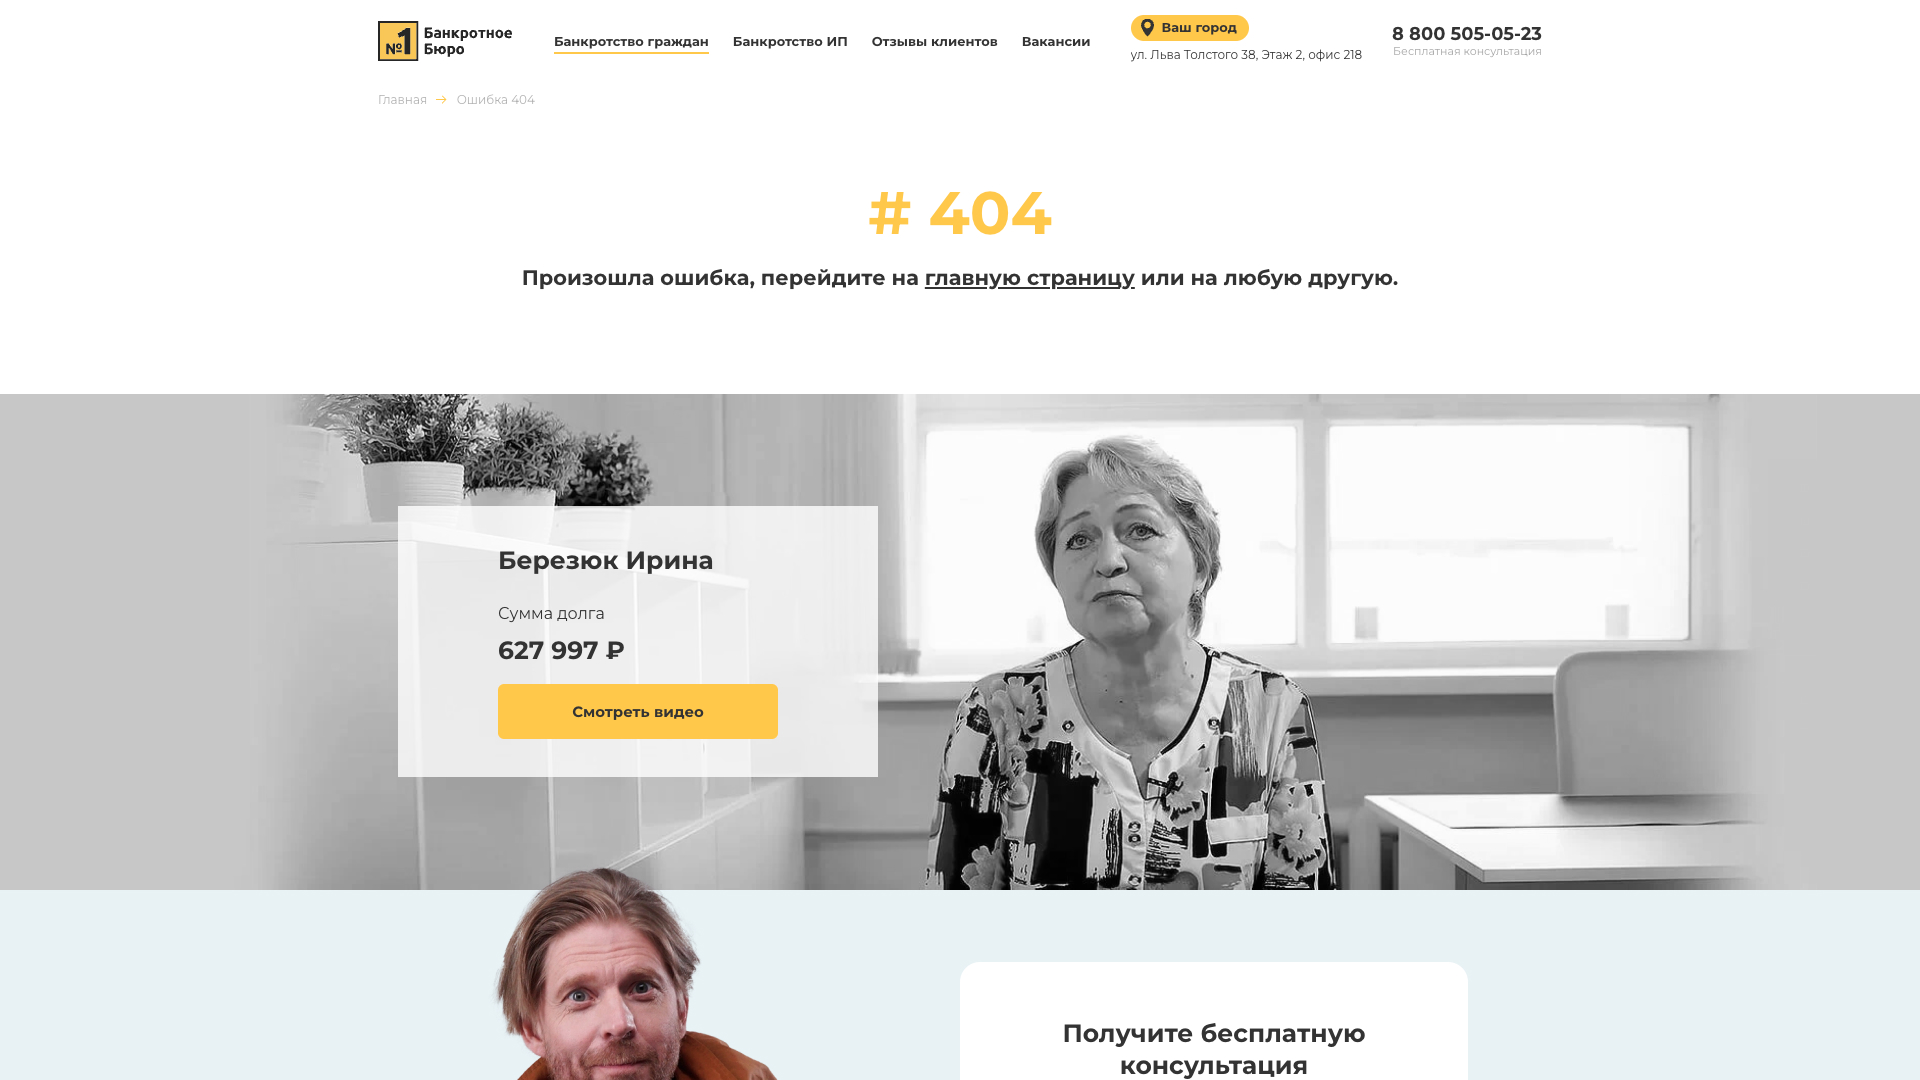 №1 Банкротное
Бюро
Банкротство граждан
Банкротство ИП
Отзывы клиентов
Вакансии
Ваш город
ул. Льва Толстого 38, Этаж 2, офис 218
8 800 505-05-23
Бесплатная консультация
Главная → Ошибка 404
# 404
Произошла ошибка, перейдите на главную страницу или на любую другую.
Березюк Ирина
Сумма долга
627 997 ₽
Смотреть видео
Получите бесплатную
консультация